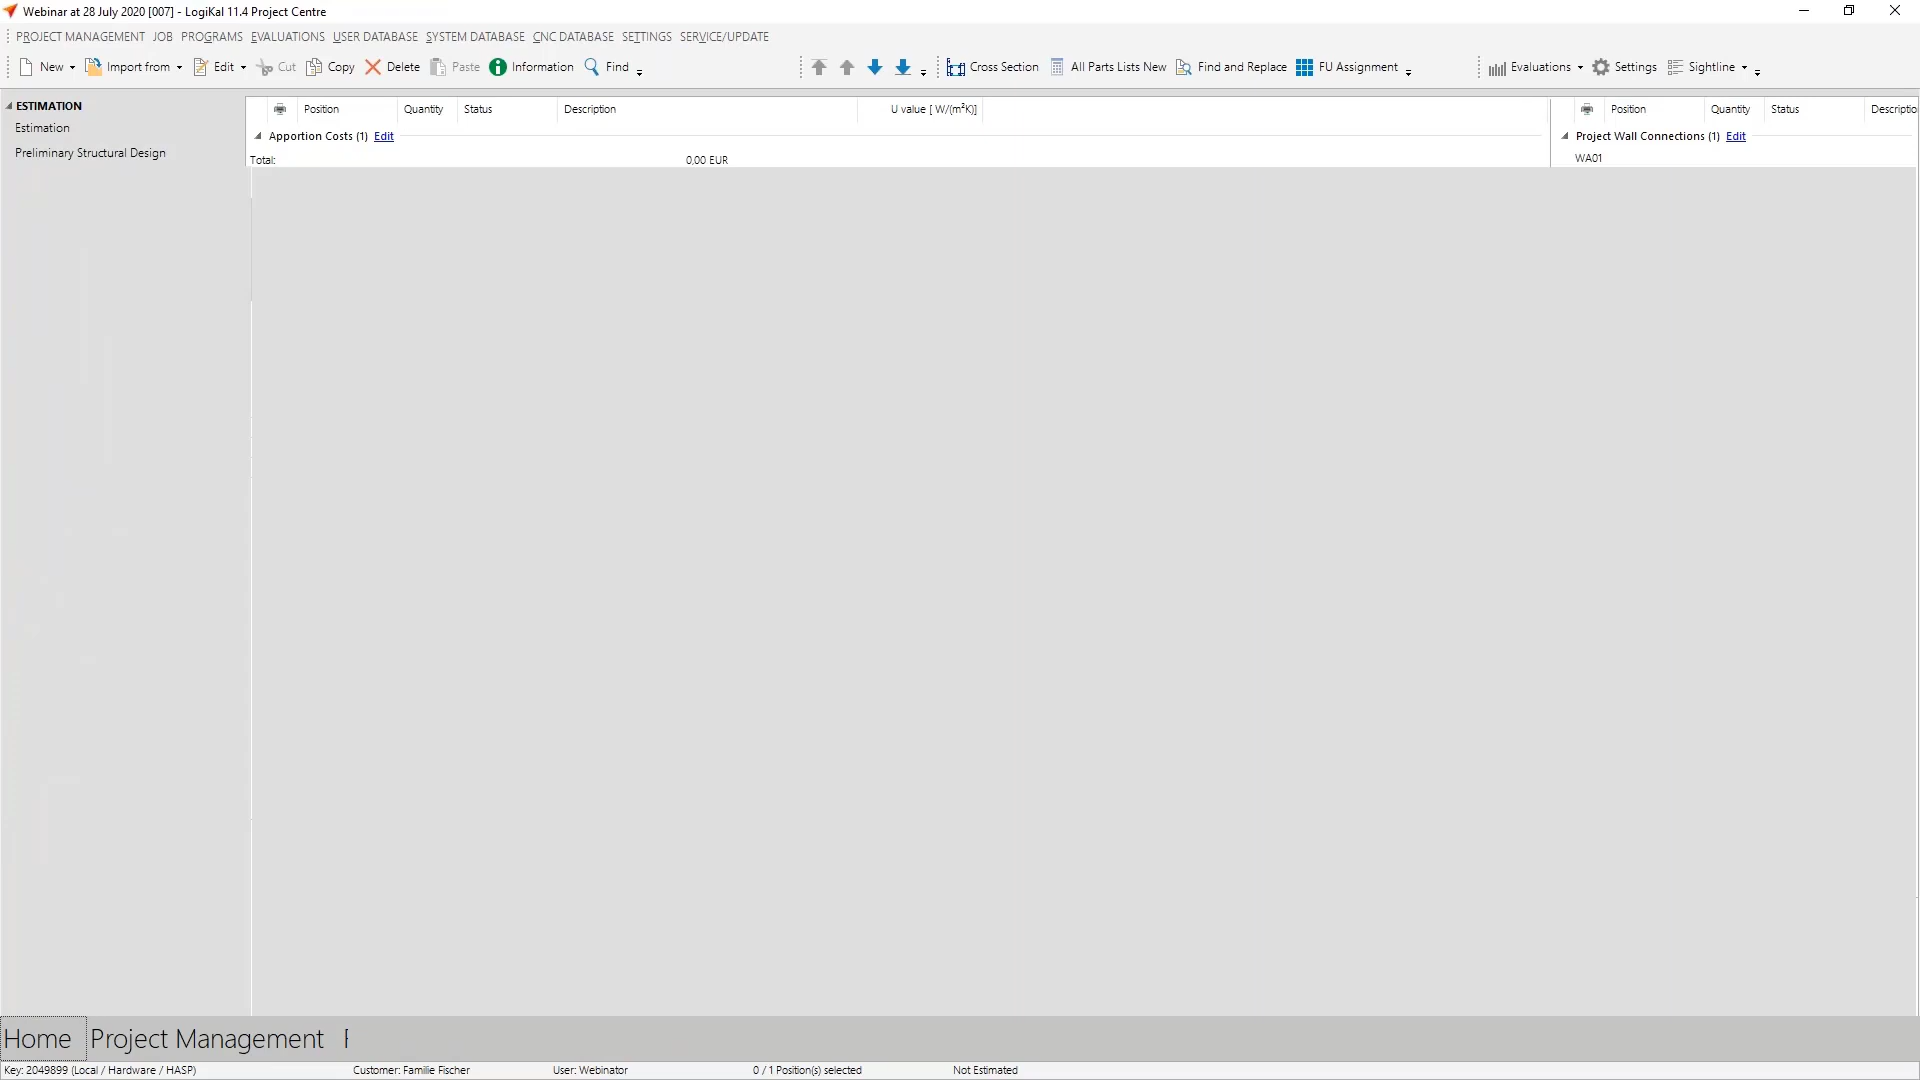 Webinar at 28 July 2020 [007] - LogiKal 11.4 Project Centre
PROJECT MANAGEMENT JOB PROGRAMS EVALUATIONS USER DATABASE SYSTEM DATABASE CNC DATABASE SETTINGS SERVICE/UPDATE
New Import from Edit Cut Copy Delete Paste Information Find Cross Section All Parts Lists New Find and Replace FU Assignment Evaluations Settings Sightline
ESTIMATION
Estimation
Preliminary Structural Design
Position Quantity Status Description U value [ W/(m²K)]
Apportion Costs (1) Edit
Total: 0,00 EUR
Position Quantity Status Descriptio
Project Wall Connections (1) Edit
WA01
Home Project Management
Key: 2049899 (Local / Hardware / HASP) Customer: Familie Fischer User: Webinator 0 / 1 Position(s) selected Not Estimated